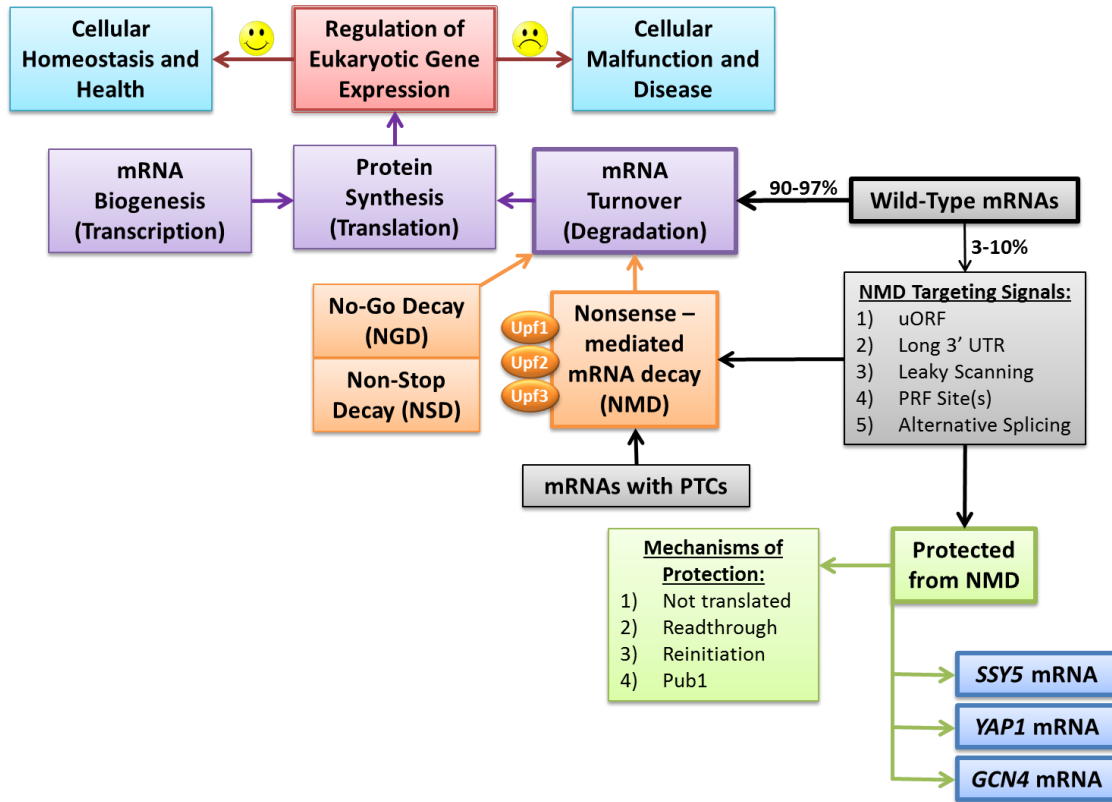 Cellular
Homeostasis and
Health
Regulation of
Eukaryotic Gene
Expression
Cellular
Malfunction and
Disease
mRNA
Biogenesis
(Transcription)
Protein
Synthesis
(Translation)
mRNA
Turnover
(Degradation)
90-97%
Wild-Type mRNAs
3-10%
No-Go Decay
(NGD)
Non-Stop
Decay (NSD)
Upf1
Upf2
Upf3
Nonsense –
mediated
mRNA decay
(NMD)
NMD Targeting Signals:
1) uORF
2) Long 3’ UTR
3) Leaky Scanning
4) PRF Site(s)
5) Alternative Splicing
mRNAs with PTCs
Mechanisms of
Protection:
1) Not translated
2) Readthrough
3) Reinitiation
4) Pub1
Protected
from NMD
SSY5 mRNA
YAP1 mRNA
GCN4 mRNA